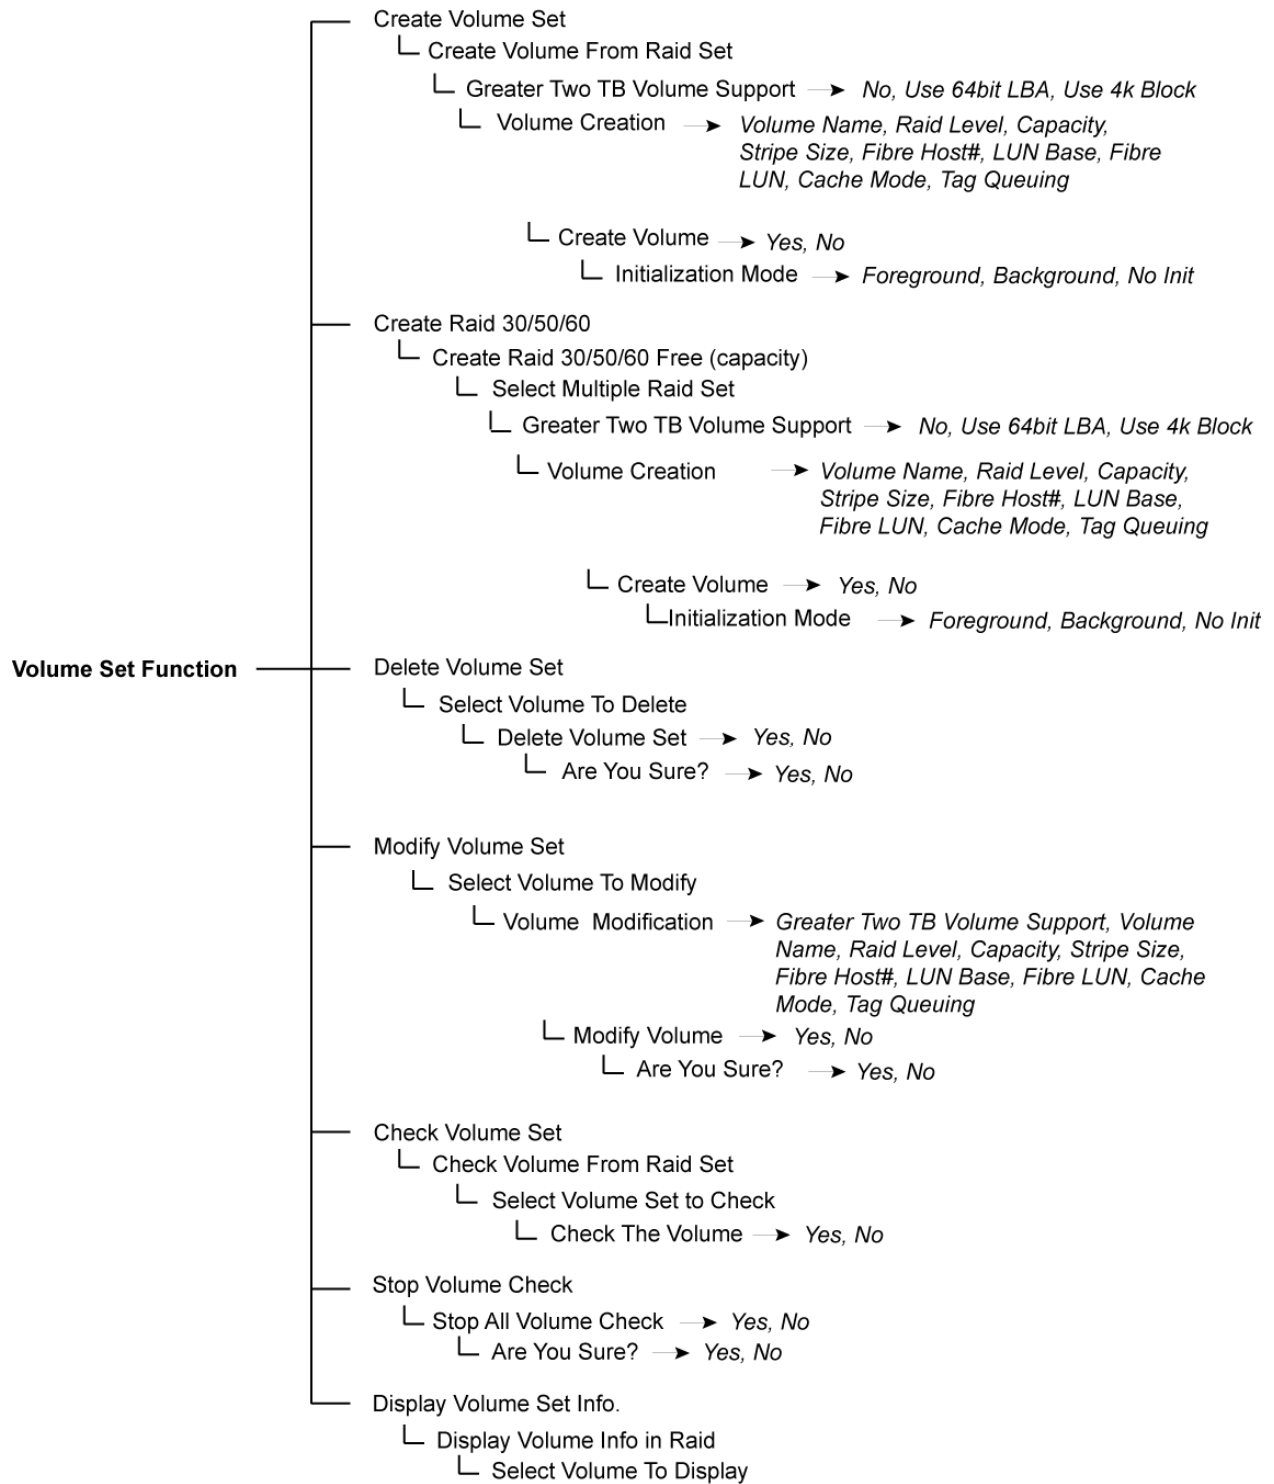 Create Volume Set
Create Volume From Raid Set
Greater Two TB Volume Support No, Use 64bit LBA, Use 4k Block
Volume Creation Volume Name, Raid Level, Capacity,
Stripe Size, Fibre Host#, LUN Base, Fibre
LUN, Cache Mode, Tag Queuing
Create Volume Yes, No
Initialization Mode Foreground, Background, No Init
Create Raid 30/50/60
Create Raid 30/50/60 Free (capacity)
Select Multiple Raid Set
Greater Two TB Volume Support No, Use 64bit LBA, Use 4k Block
Volume Creation Volume Name, Raid Level, Capacity,
Stripe Size, Fibre Host#, LUN Base,
Fibre LUN, Cache Mode, Tag Queuing
Create Volume Yes, No
Initialization Mode Foreground, Background, No Init
Volume Set Function Delete Volume Set
Select Volume To Delete
Delete Volume Set Yes, No
Are You Sure? Yes, No
Modify Volume Set
Select Volume To Modify
Volume Modification Greater Two TB Volume Support, Volume
Name, Raid Level, Capacity, Stripe Size,
Fibre Host#, LUN Base, Fibre LUN, Cache
Mode, Tag Queuing
Modify Volume Yes, No
Are You Sure? Yes, No
Check Volume Set
Check Volume From Raid Set
Select Volume Set to Check
Check The Volume Yes, No
Stop Volume Check
Stop All Volume Check Yes, No
Are You Sure? Yes, No
Display Volume Set Info.
Display Volume Info in Raid
Select Volume To Display